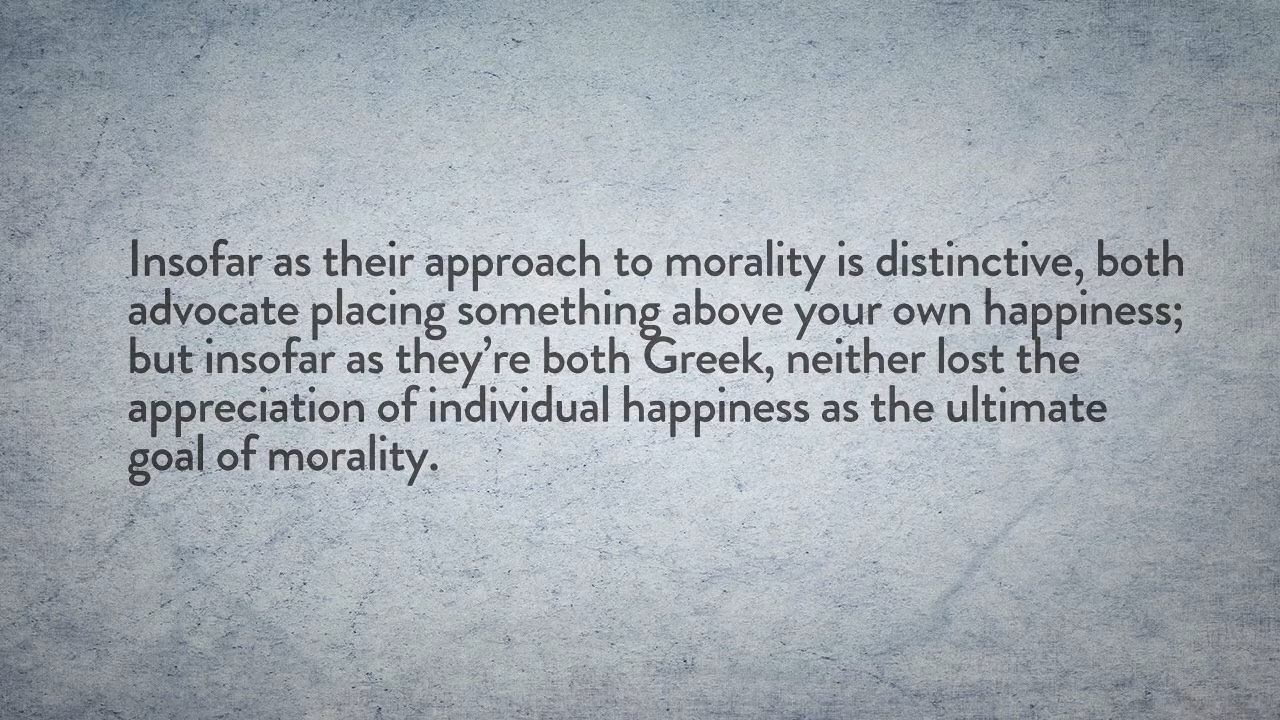 Insofar as their approach to morality is distinctive, both
advocate placing something above your own happiness;
but insofar as they’re both Greek, neither lost the
appreciation of individual happiness as the ultimate
goal of morality.